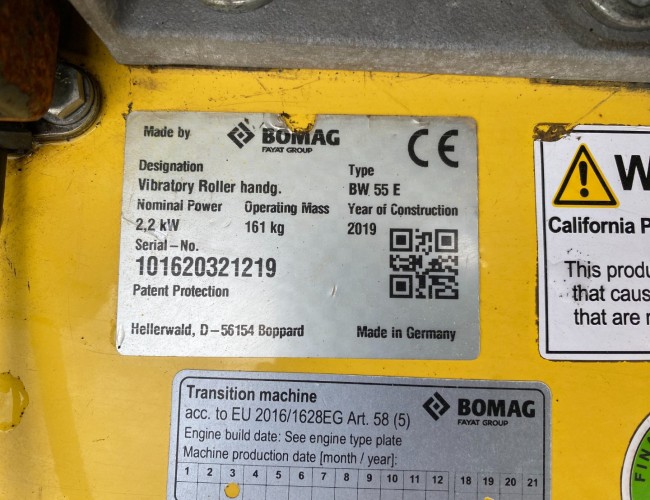 Made by BOMAG
FAYAT GROUP
CE
Designation Type
Vibratory Roller handg. BW 55 E
Nominal Power Operating Mass Year of Construction
2,2 kW 161 kg 2019
Serial-No.
101620321219
Patent Protection
Hellerwald, D-56154 Boppard Made in Germany
California
This
that
that are
Transition machine
acc. to EU 2016/1628EG Art. 58 (5)
BOMAG
FAYAT GROUP
Engine build date: See engine type plate
Machine production date [month / year]:
1 2 3 4 5 6 7 8 9 10 11 12 18 19 20 21